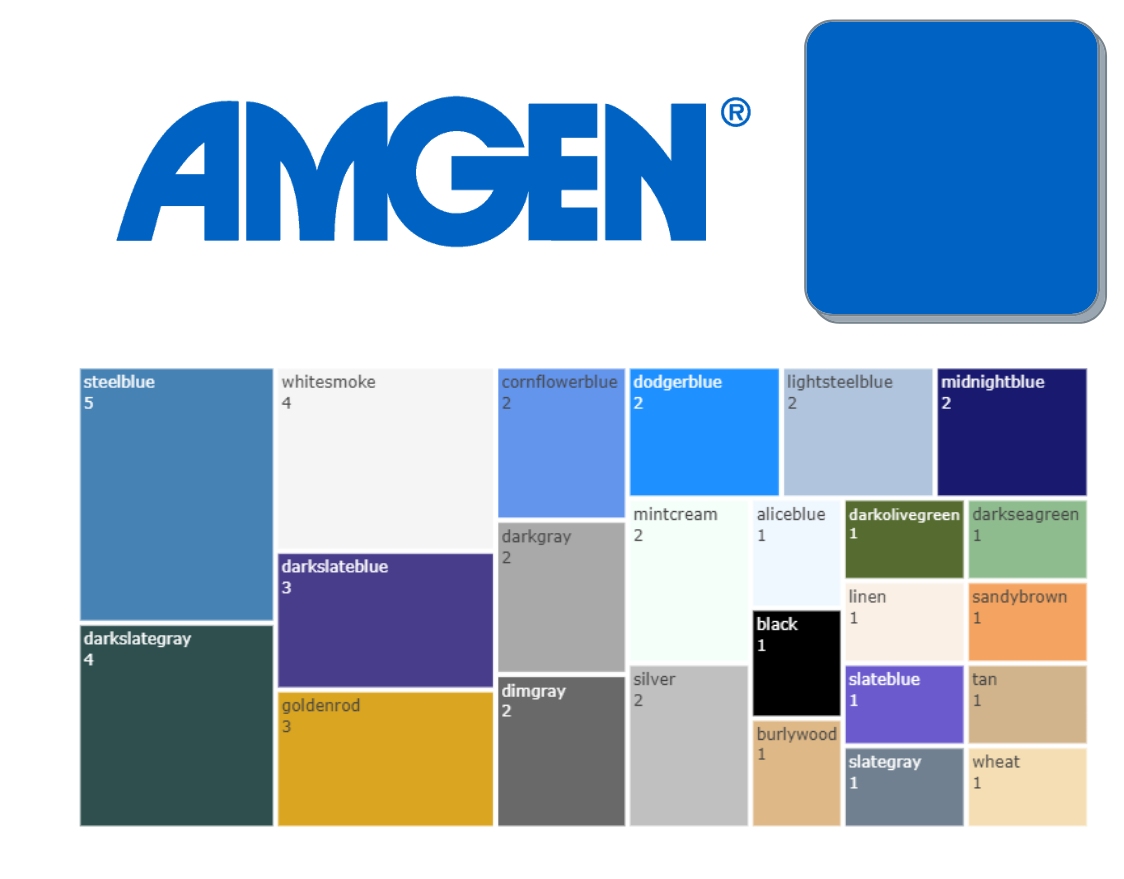 AMGEN®
steelblue
5
whitesmoke
4
cornflowerblue
2
dodgerblue
2
lightsteelblue
2
midnightblue
2
mintcream
2
aliceblue
1
darkolivegreen
1
darkseagreen
1
darkgray
2
darkslateblue
3
linen
1
sandybrown
1
black
1
darkslategray
4
silver
2
slateblue
1
tan
1
dimgray
2
goldenrod
3
burlywood
1
slategray
1
wheat
1